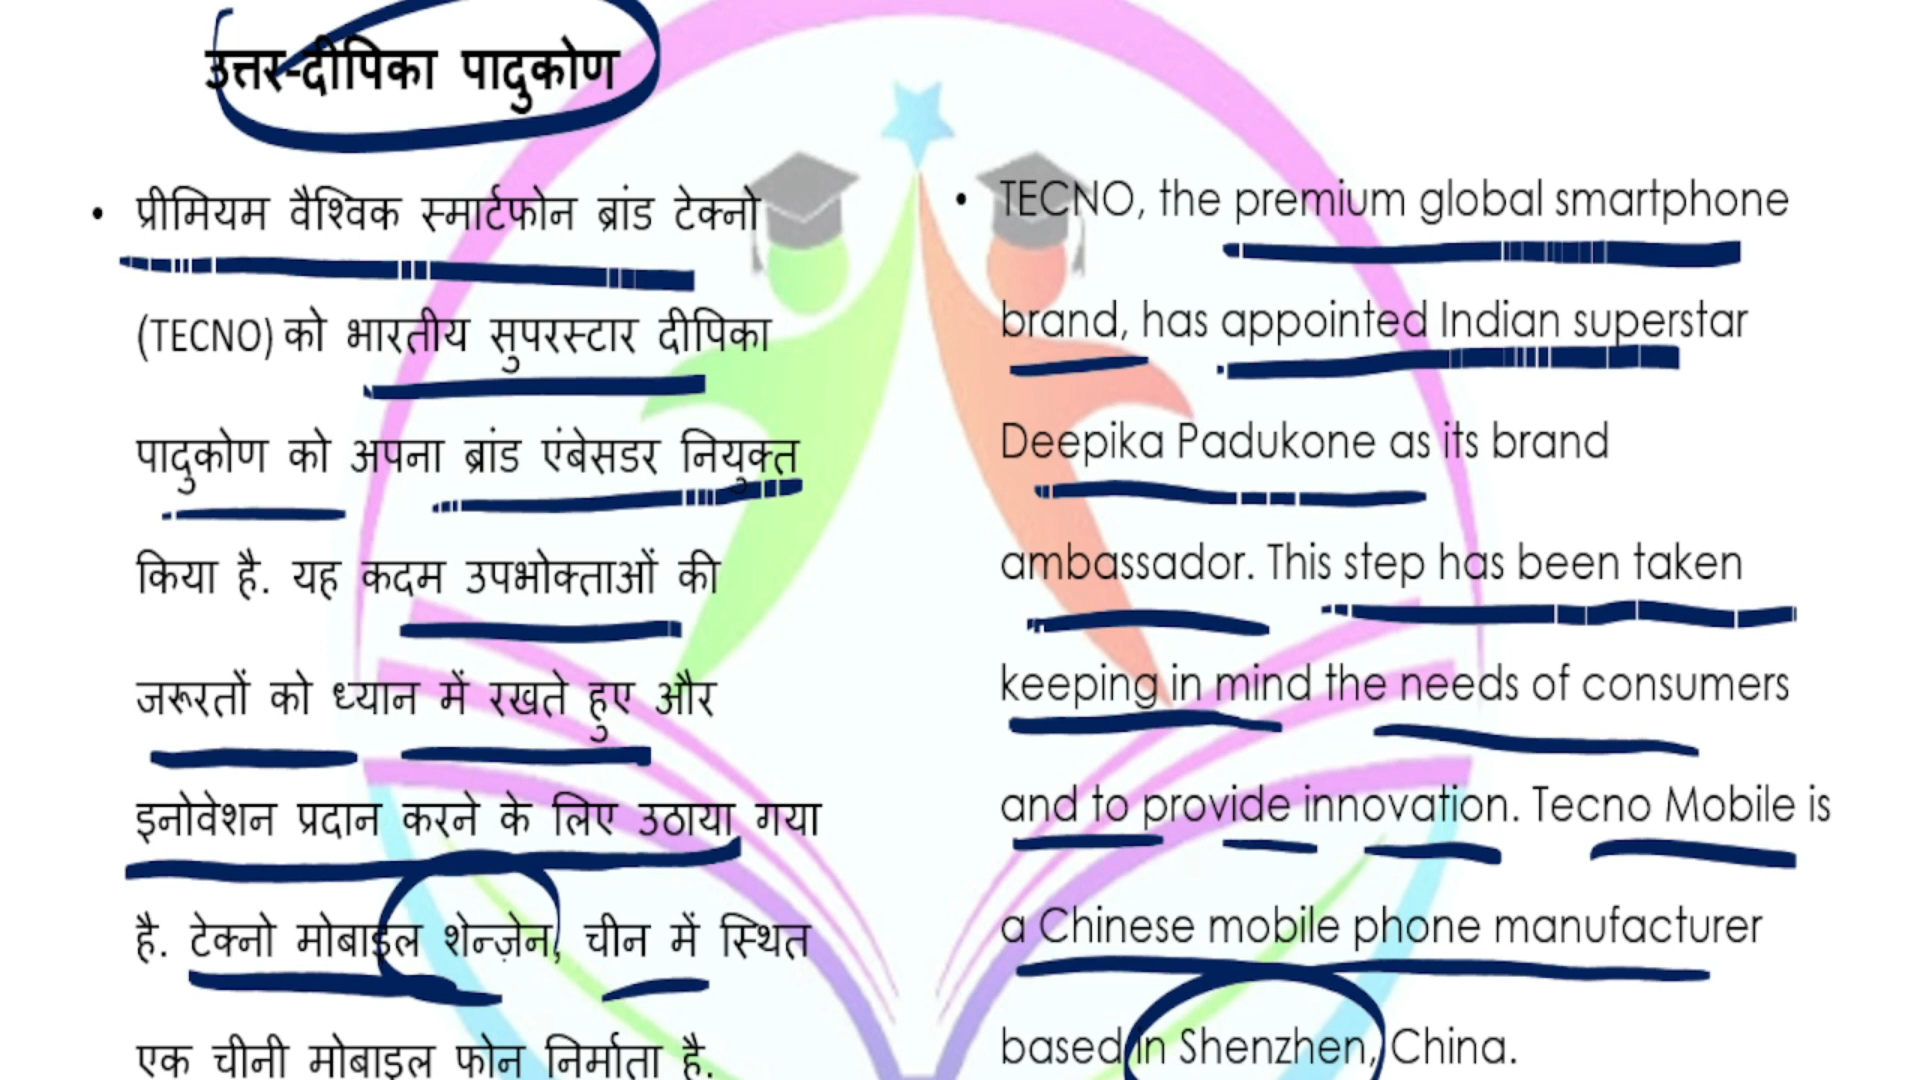 उत्तर-दीपिका पादुकोण
• प्रीमियम वैश्विक स्मार्टफोन ब्रांड टेक्नो
(TECNO) को भारतीय सुपरस्टार दीपिका
पादुकोण को अपना ब्रांड एंबेसडर नियुक्त
किया है. यह कदम उपभोक्ताओं की
जरूरतों को ध्यान में रखते हुए और
इनोवेशन प्रदान करने के लिए उठाया गया
है. टेक्नो मोबाईल शेन्ज़ेन, चीन में स्थित
एक चीनी मोबाइल फोन निर्माता है.
• TECNO, the premium global smartphone
brand, has appointed Indian superstar
Deepika Padukone as its brand
ambassador. This step has been taken
keeping in mind the needs of consumers
and to provide innovation. Tecno Mobile is
a Chinese mobile phone manufacturer
based in Shenzhen, China.